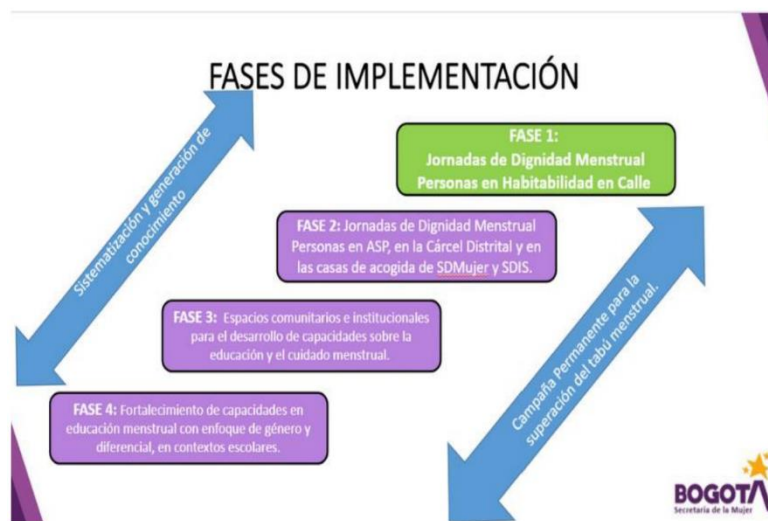 FASES DE IMPLEMENTACIÓN
Sistematización y generación de
conocimiento
FASE 1:
Jornadas de Dignidad Menstrual
Personas en Habitabilidad en Calle
FASE 2: Jornadas de Dignidad Menstrual
Personas en ASP, en la Cárcel Distrital y en
las casas de acogida de SDMujer y SDIS.
FASE 3: Espacios comunitarios e institucionales
para el desarrollo de capacidades sobre la
educación y el cuidado menstrual.
FASE 4: Fortalecimiento de capacidades en
educación menstrual con enfoque de género y
diferencial, en contextos escolares.
Campaña Permanente para la
superación del tabú menstrual.
BOGOTÁ
Secretaría de la Mujer